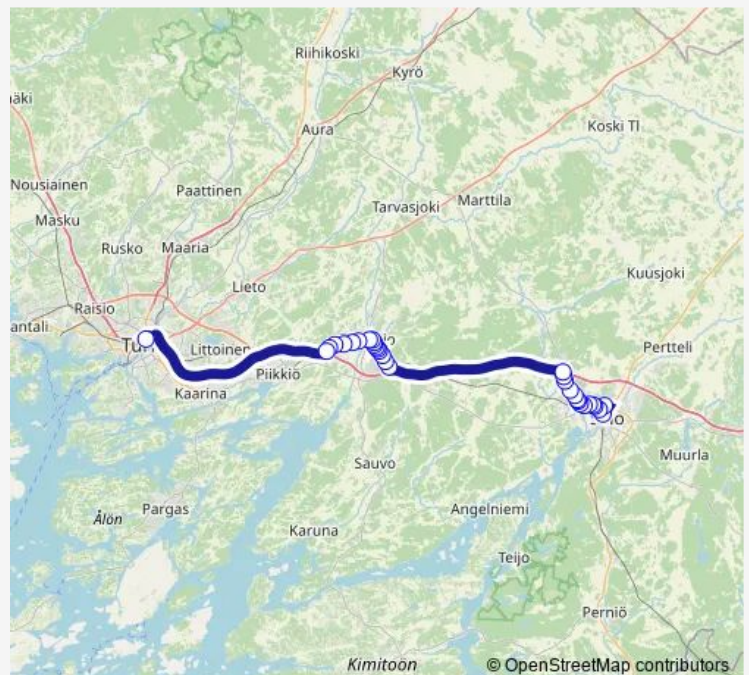 Riihikoski
Kyrö
äki
Aura
Koski Tl
Nousiainen
Paattinen
Marttila
Tarvasjoki
Masku
Rusko
Maaria
Kuusjoki
Lieto
Raisio
antali
Pertteli
Littoinen
Piikkiö
Kaarina
Muurla
Sauvo
Pargas
Angelniemi
Ålön
Karuna
Teijo
Perniö
Kimitoön
© OpenStreetMap contributors